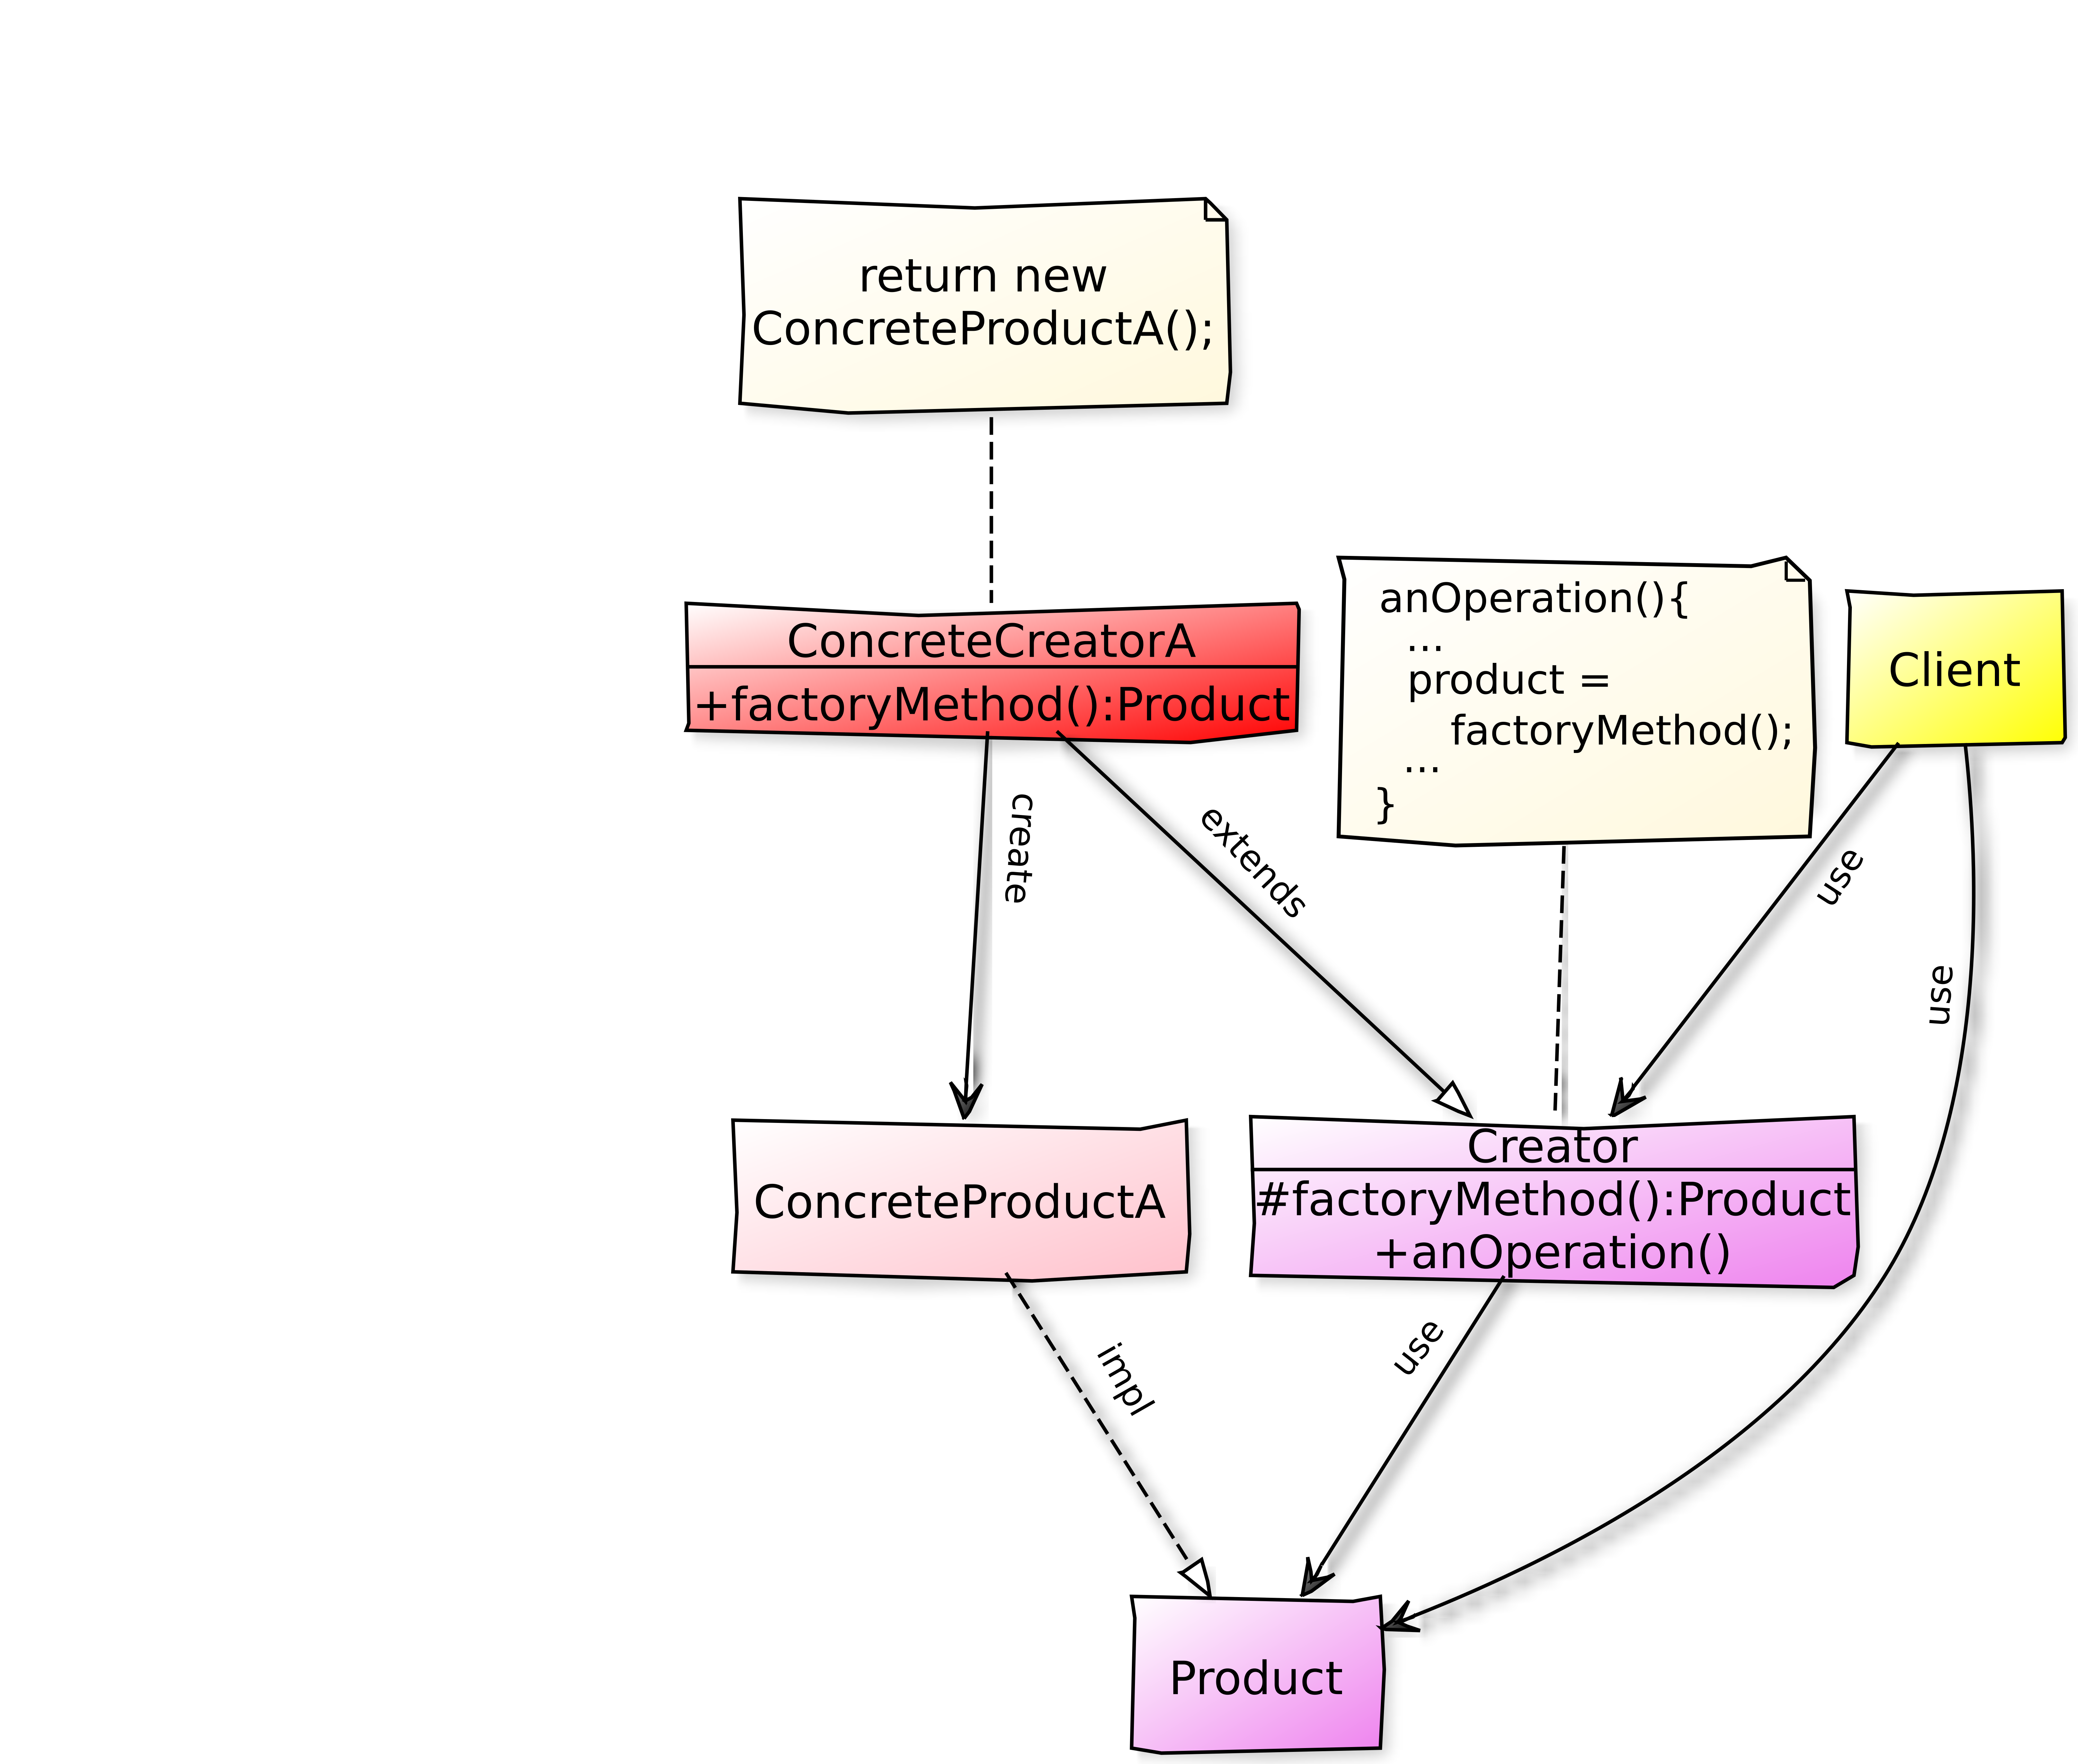 return new
ConcreteProductA();
ConcreteCreatorA
+factoryMethod():Product
anOperation(){
...
product =
factoryMethod();
...
}
Client
create
extends
use
use
ConcreteProductA
Creator
#factoryMethod():Product
+anOperation()
impl
use
Product